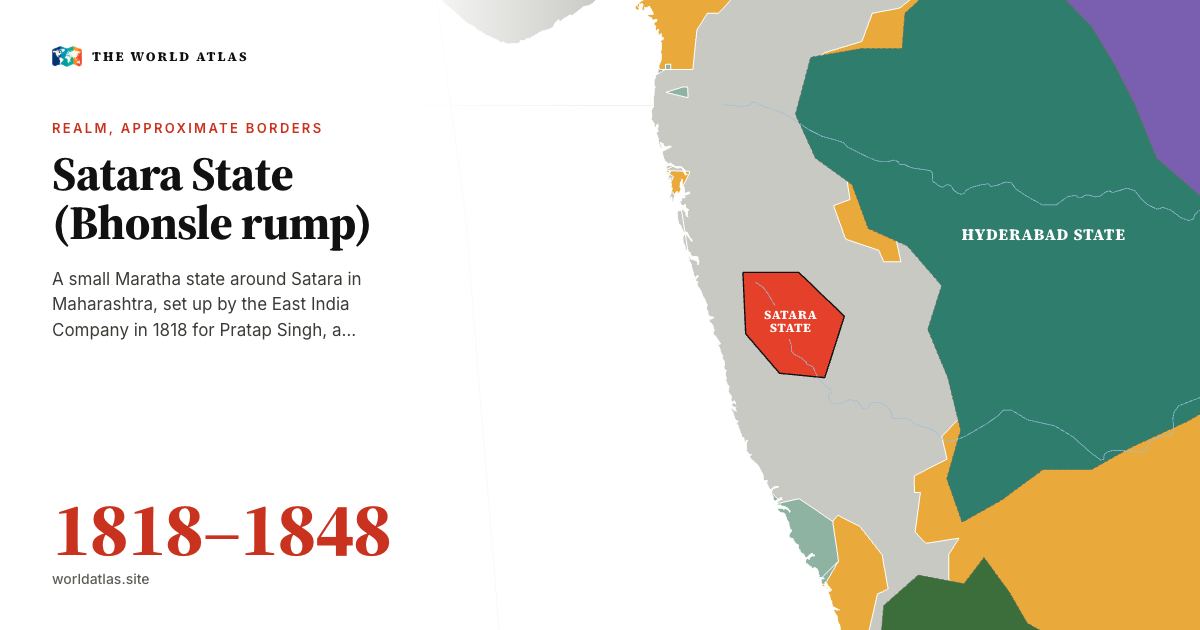 THE WORLD ATLAS
REALM, APPROXIMATE BORDERS
Satara State
(Bhonsle rump)
A small Maratha state around Satara in
Maharashtra, set up by the East India
Company in 1818 for Pratap Singh, a...
1818–1848
worldatlas.site
HYDERABAD STATE
SATARA
STATE